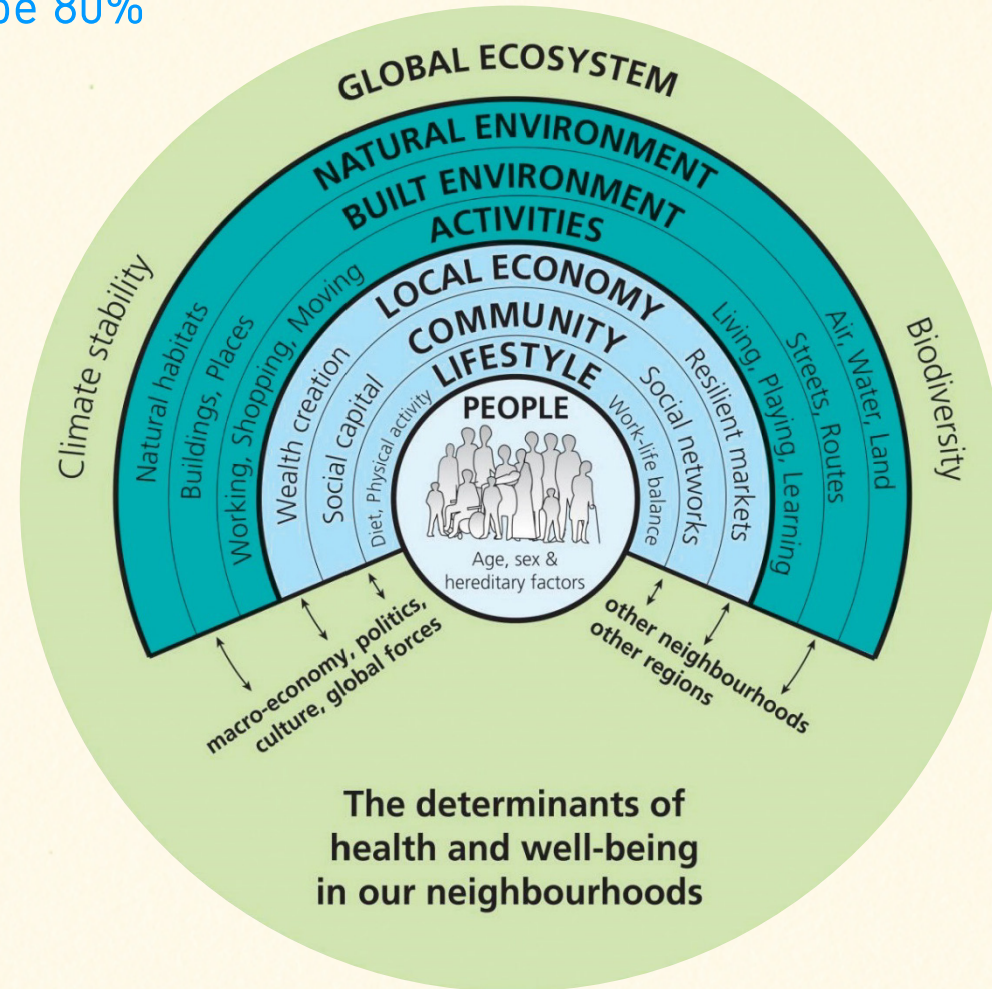 be 80%
GLOBAL ECOSYSTEM
NATURAL ENVIRONMENT
BUILT ENVIRONMENT
ACTIVITIES
LOCAL ECONOMY
COMMUNITY
LIFESTYLE
PEOPLE
Age, sex &
hereditary factors
Climate stability
Natural habitats
Buildings, Places
Working, Shopping, Moving
Wealth creation
Social capital
Diet, Physical activity
Work-life balance
Social networks
Resilient markets
Living, Playing, Learning
Streets, Routes
Air, Water, Land
Biodiversity
macro-economy, politics,
culture, global forces
other neighbourhoods
other regions
The determinants of
health and well-being
in our neighbourhoods